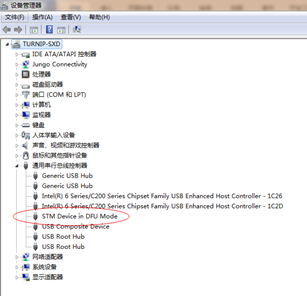 设备管理器
文件(F) 操作(A) 查看(V) 帮助(H)
TURNIP-SXD
IDE ATA/ATAPI 控制器
Jungo Connectivity
处理器
磁盘驱动器
端口 (COM 和 LPT)
计算机
监视器
键盘
人体学输入设备
声音、视频和游戏控制器
鼠标和其他指针设备
通用串行总线控制器
Generic USB Hub
Generic USB Hub
Intel(R) 6 Series/C200 Series Chipset Family USB Enhanced Host Controller - 1C26
Intel(R) 6 Series/C200 Series Chipset Family USB Enhanced Host Controller - 1C2D
STM Device in DFU Mode
USB Composite Device
USB Root Hub
USB Root Hub
网络适配器
系统设备
显示适配器